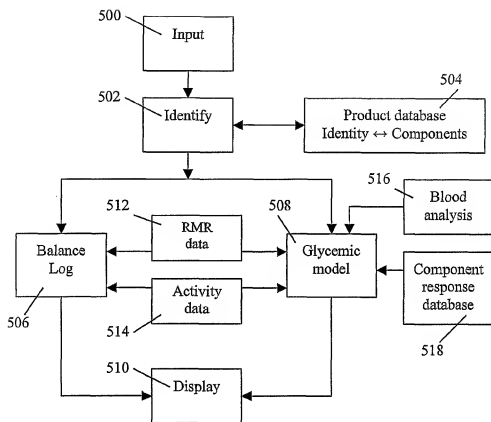 500
Input
502
Identify
504
Product database
Identity ↔ Components
512
RMR
data
508
516
Blood
analysis
Balance
Log
506
Glycemic
model
Activity
data
514
Component
response
database
518
510
Display